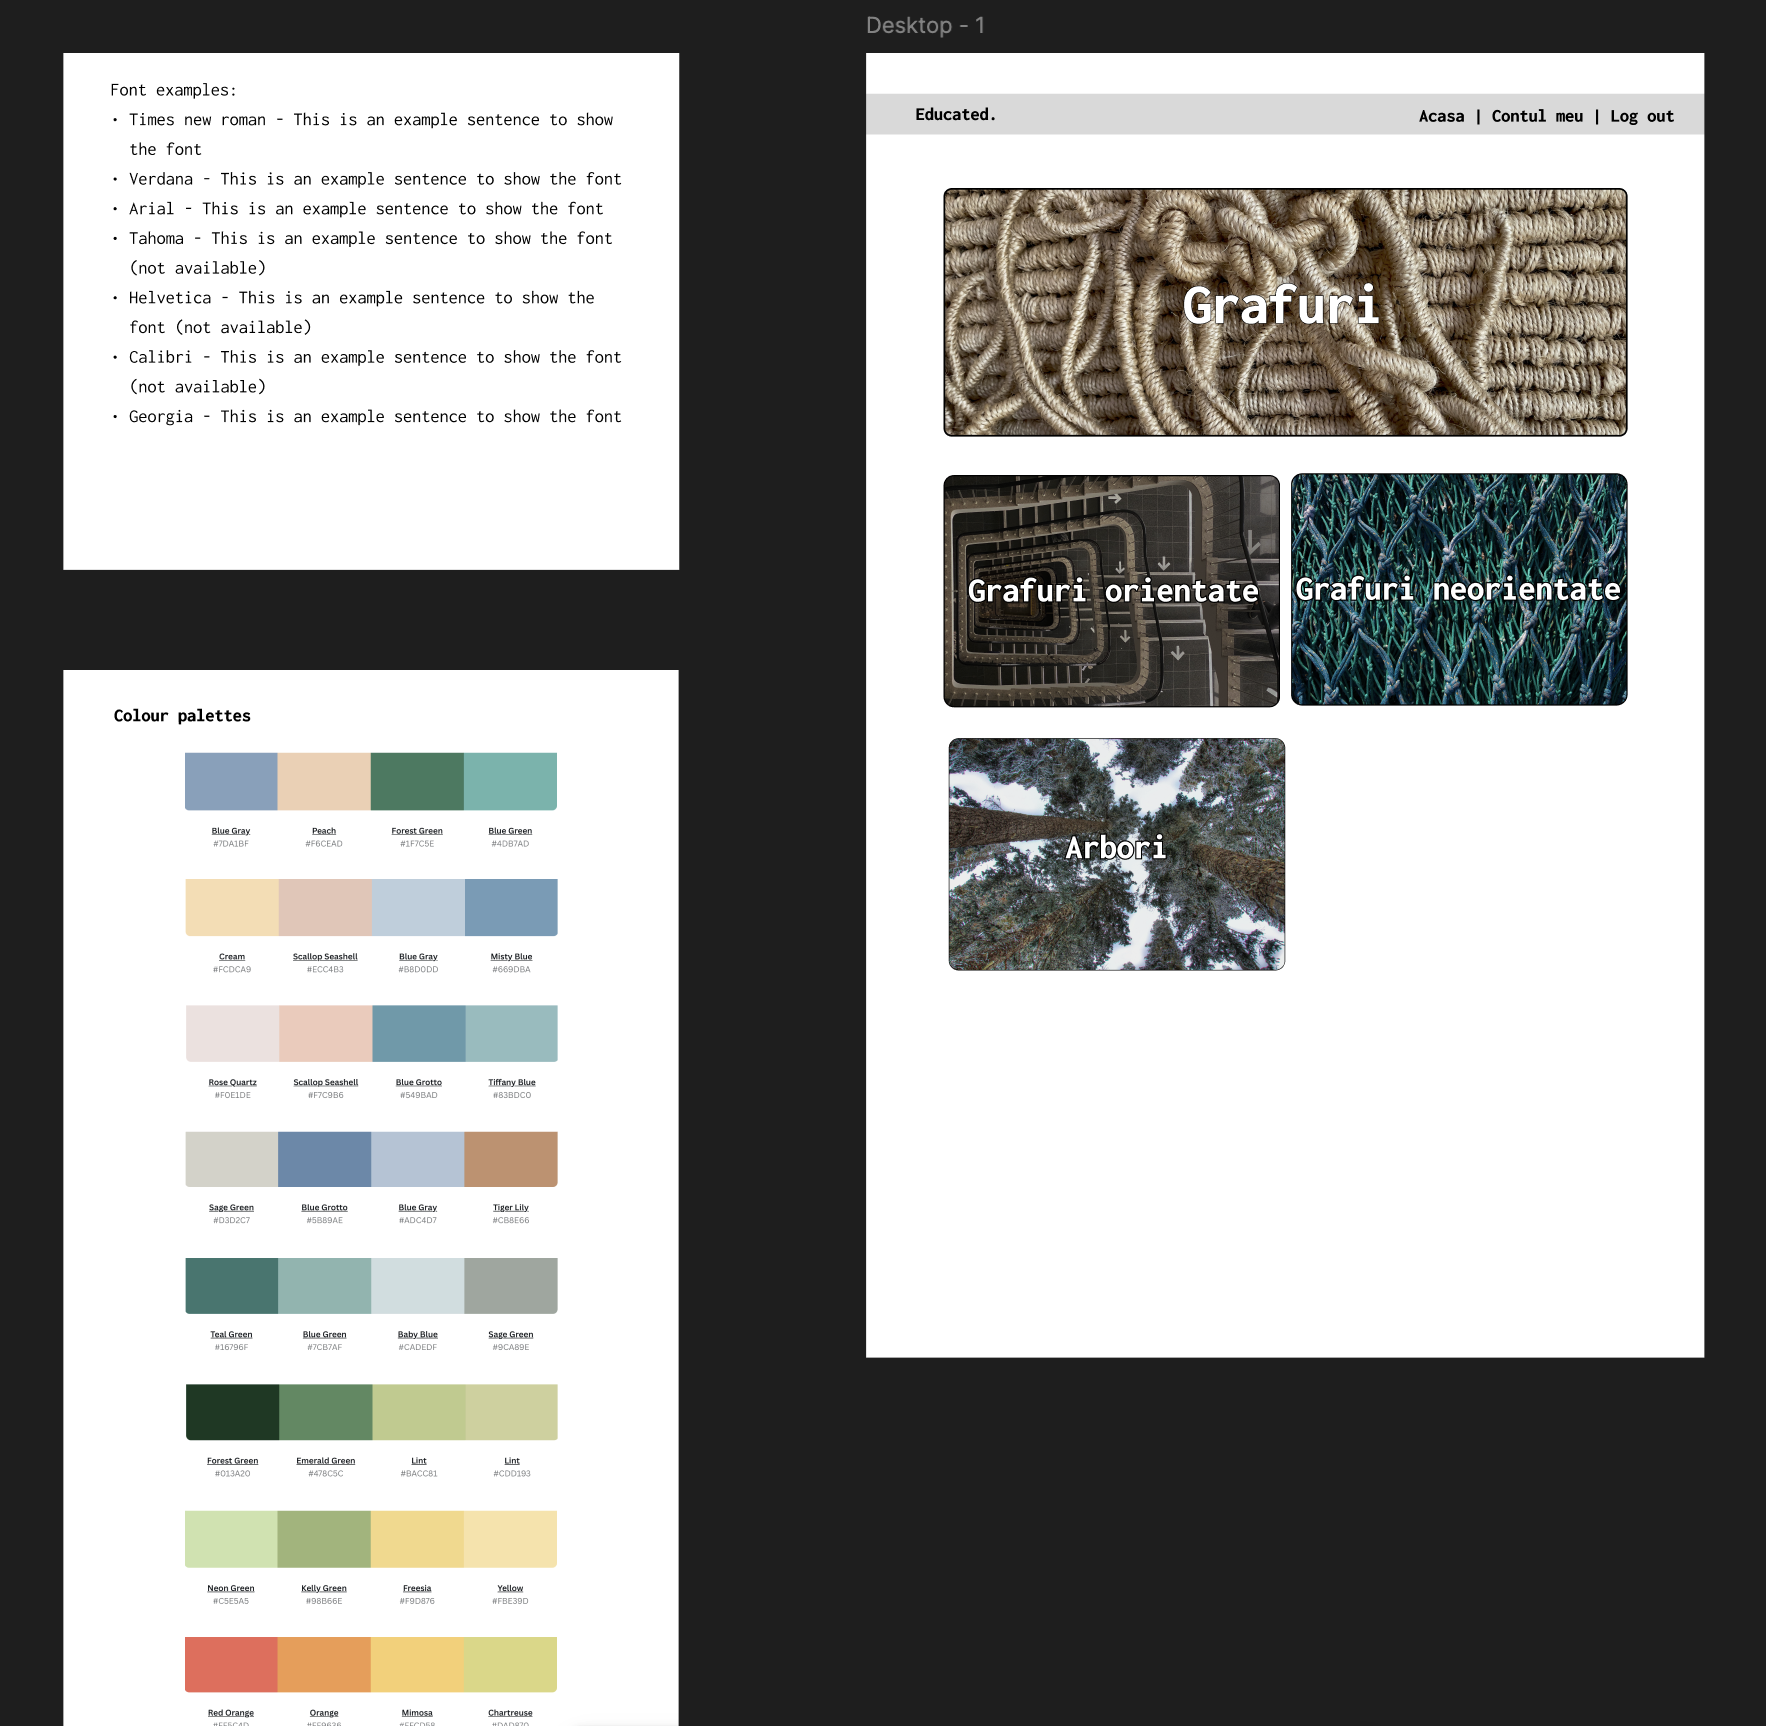 Desktop - 1
Font examples:
• Times new roman - This is an example sentence to show
the font
• Verdana - This is an example sentence to show the font
• Arial - This is an example sentence to show the font
• Tahoma - This is an example sentence to show the font
(not available)
• Helvetica - This is an example sentence to show the
font (not available)
• Calibri - This is an example sentence to show the font
(not available)
• Georgia - This is an example sentence to show the font
Colour palettes
Blue Gray Peach Forest Green Blue Green
#7DA1BF #F6CEAD #1F7C5E #4DB7AD
Cream Scallop Seashell Blue Gray Misty Blue
#FCDCA9 #ECC4B3 #B8D0DD #669DBA
Rose Quartz Scallop Seashell Blue Grotto Tiffany Blue
#F0E1DE #F7C9B6 #549BAD #83BDC0
Sage Green Blue Grotto Blue Gray Tiger Lily
#D3D2C7 #5B89AE #ADC4D7 #CB8E66
Teal Green Blue Green Baby Blue Sage Green
#16796F #7CB7AF #CADEDF #9CA89E
Forest Green Emerald Green Lint Lint
#013A20 #478C5C #BACC81 #CDD193
Neon Green Kelly Green Freesia Yellow
#C5E5A5 #98B66E #F9D876 #FBE39D
Red Orange Orange Mimosa Chartreuse
Educated.
Acasa | Contul meu | Log out
Grafuri
Grafuri orientate
Grafuri neorientate
Arbori